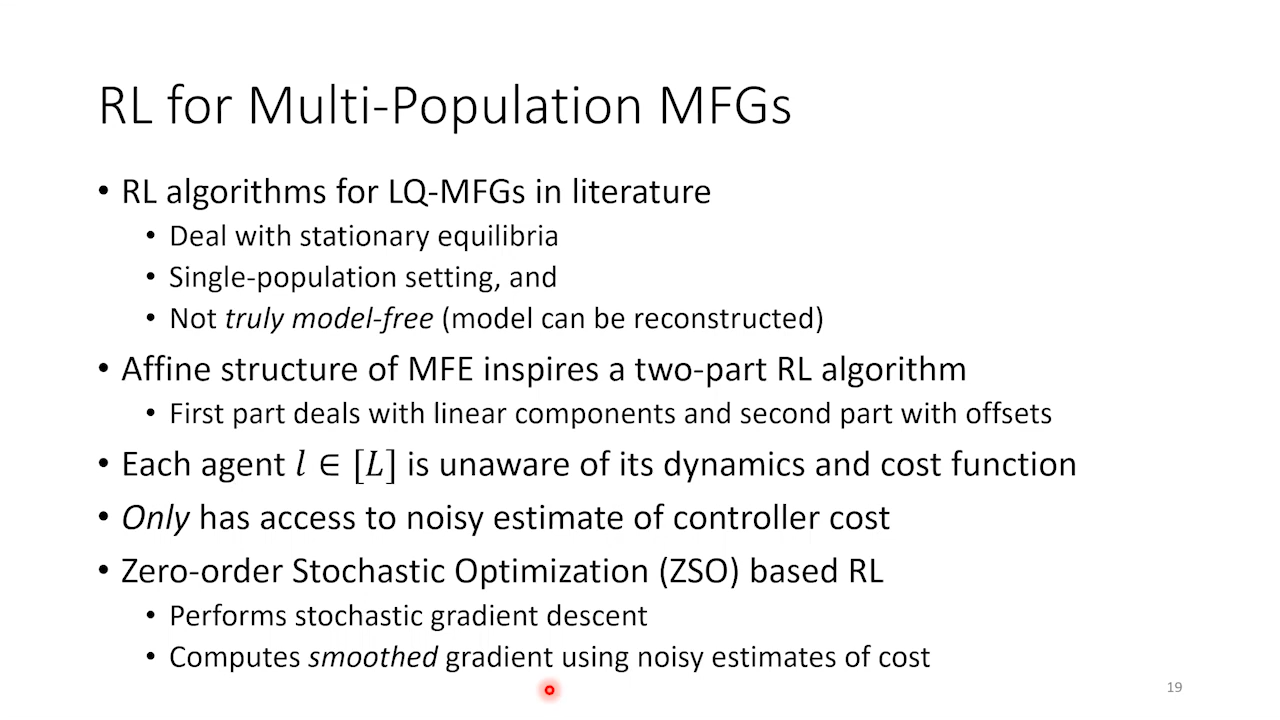 RL for Multi-Population MFGs
• RL algorithms for LQ-MFGs in literature
• Deal with stationary equilibria
• Single-population setting, and
• Not truly model-free (model can be reconstructed)
• Affine structure of MFE inspires a two-part RL algorithm
• First part deals with linear components and second part with offsets
• Each agent l ∈ [L] is unaware of its dynamics and cost function
• Only has access to noisy estimate of controller cost
• Zero-order Stochastic Optimization (ZSO) based RL
• Performs stochastic gradient descent
• Computes smoothed gradient using noisy estimates of cost
19